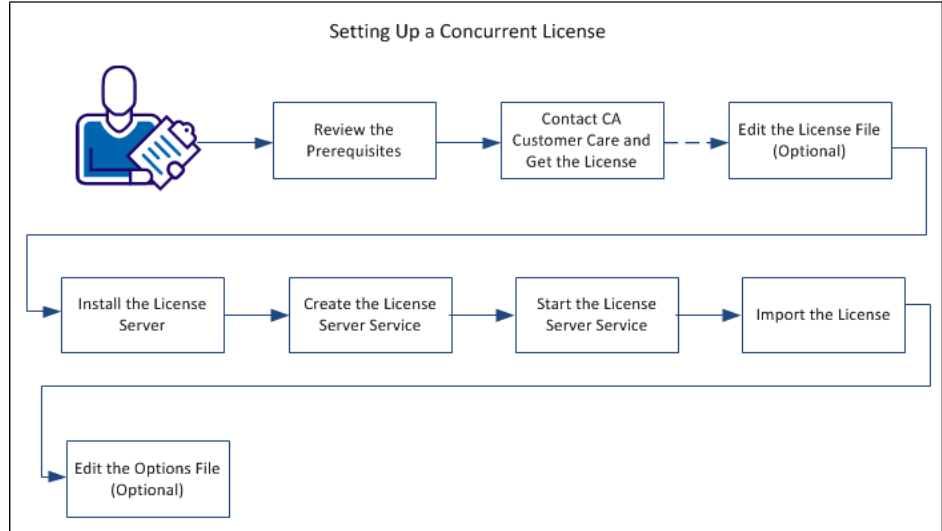 Setting Up a Concurrent License
Review the
Prerequisites
Contact CA
Customer Care and
Get the License
Edit the License File
(Optional)
Install the License
Server
Create the License
Server Service
Start the License
Server Service
Import the License
Edit the Options File
(Optional)